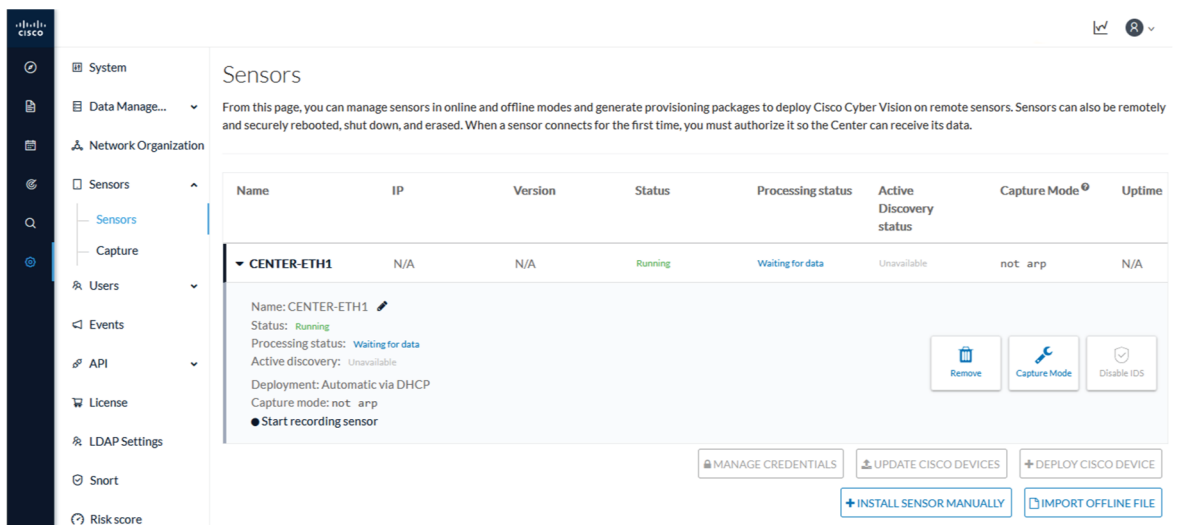 cisco
System
Data Manage...
Network Organization
Sensors
Sensors
Capture
Users
Events
API
License
LDAP Settings
Snort
Risk score
Sensors
From this page, you can manage sensors in online and offline modes and generate provisioning packages to deploy Cisco Cyber Vision on remote sensors. Sensors can also be remotely
and securely rebooted, shut down, and erased. When a sensor connects for the first time, you must authorize it so the Center can receive its data.
Name IP Version Status Processing status Active Discovery status Capture Mode Uptime
CENTER-ETH1 N/A N/A Running Waiting for data Unavailable not arp N/A
Name: CENTER-ETH1
Status: Running
Processing status: Waiting for data
Active discovery: Unavailable
Deployment: Automatic via DHCP
Capture mode: not arp
Start recording sensor
Remove Capture Mode Disable IDS
MANAGE CREDENTIALS UPDATE CISCO DEVICES +DEPLOY CISCO DEVICE
+INSTALL SENSOR MANUALLY IMPORT OFFLINE FILE